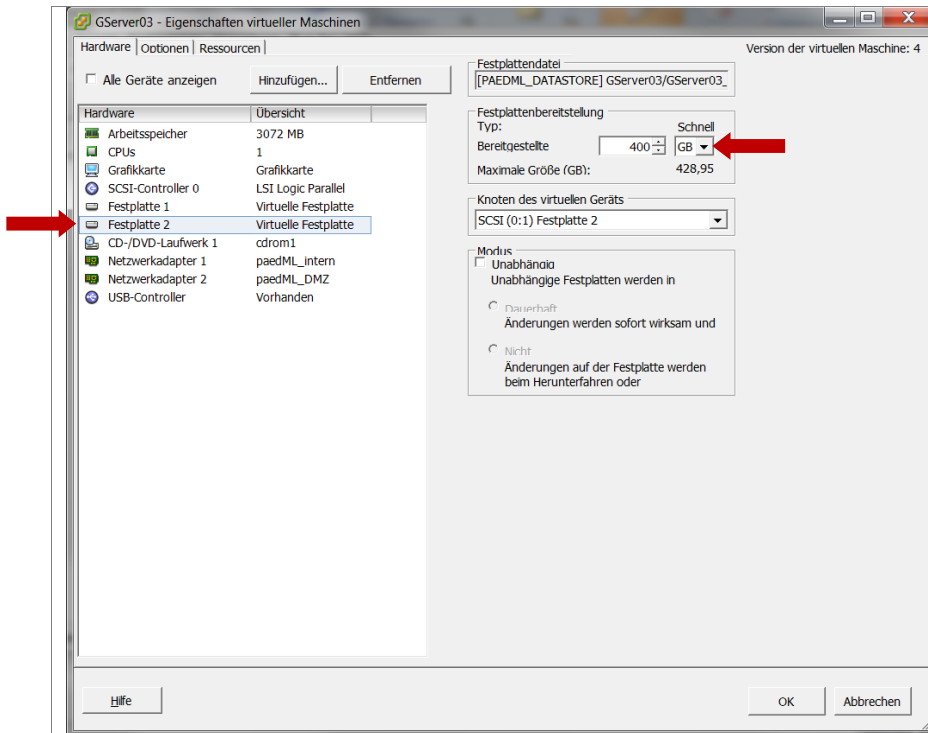 GServer03 - Eigenschaften virtueller Maschinen
Hardware Optionen Ressourcen
Version der virtuellen Maschine: 4
Alle Geräte anzeigen Hinzufügen... Entfernen
Hardware Übersicht
Arbeitsspeicher 3072 MB
CPUs 1
Grafikkarte Grafikkarte
SCSI-Controller 0 LSI Logic Parallel
Festplatte 1 Virtuelle Festplatte
Festplatte 2 Virtuelle Festplatte
CD-/DVD-Laufwerk 1 cdrom1
Netzwerkadapter 1 paedML_intern
Netzwerkadapter 2 paedML_DMZ
USB-Controller Vorhanden
Festplattendatei
[PAEDML_DATASTORE] GServer03/GServer03_
Festplattenbereitstellung
Typ: Schnell
Bereitgestellte 400 GB
Maximale Größe (GB): 428,95
Knoten des virtuellen Geräts
SCSI (0:1) Festplatte 2
Modus
Unabhängig
Unabhängige Festplatten werden in
Dauerhaft
Änderungen werden sofort wirksam und
Nicht
Änderungen auf der Festplatte werden
beim Herunterfahren oder
Hilfe
OK Abbrechen